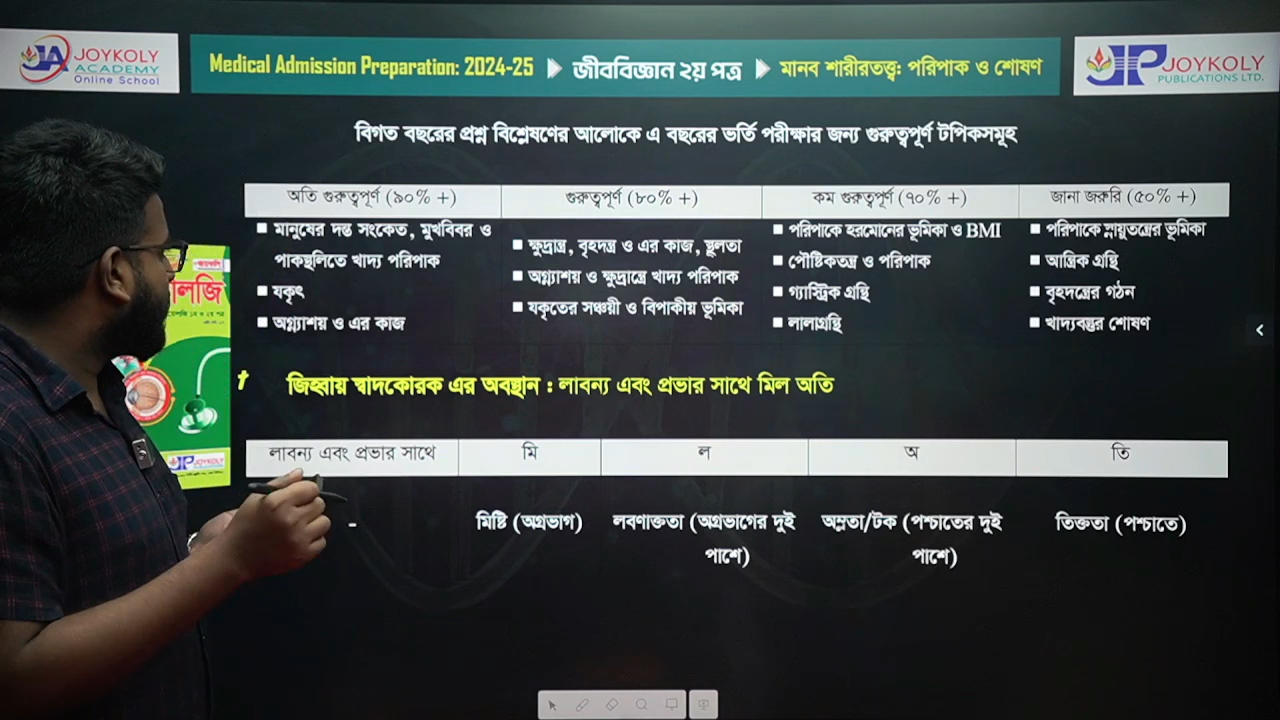 JOYKOLY
ACADEMY
Online School
Medical Admission Preparation: 2024-25 জীববিজ্ঞান ২য় পত্র মানব শারীরতত্ত্ব: পরিপাক ও শোষণ
JP JOYKOLY
PUBLICATIONS LTD.
বিগত বছরের প্রশ্ন বিশ্লেষণের আলোকে এ বছরের ভর্তি পরীক্ষার জন্য গুরুত্বপূর্ণ টপিকসমূহ
অতি গুরুত্বপূর্ণ (৯০% +) গুরুত্বপূর্ণ (৮০% +) কম গুরুত্বপূর্ণ (৭০% +) জানা জরুরি (৫০% +)
মানুষের দন্ত সংকেত, মুখবিবর ও
পাকস্থলিতে খাদ্য পরিপাক
যকৃৎ
অগ্ন্যাশয় ও এর কাজ
ক্ষুদ্রান্ত্র, বৃহদন্ত্র ও এর কাজ, স্থূলতা
অগ্ন্যাশয় ও ক্ষুদ্রান্ত্রে খাদ্য পরিপাক
যকৃতের সঞ্চয়ী ও বিপাকীয় ভূমিকা
পরিপাকে হরমোনের ভূমিকা ও BMI
পৌষ্টিকতন্ত্র ও পরিপাক
গ্যাস্ট্রিক গ্রন্থি
লালাগ্রন্থি
পরিপাকে স্নায়ুতন্ত্রের ভূমিকা
আন্ত্রিক গ্রন্থি
বৃহদন্ত্রের গঠন
খাদ্যবস্তুর শোষণ
জিহ্বায় স্বাদকোরক এর অবস্থান : লাবন্য এবং প্রভার সাথে মিল অতি
লাবন্য এবং প্রভার সাথে মি ল অ তি
- মিষ্টি (অগ্রভাগ) লবণাক্ততা (অগ্রভাগের দুই পাশে) অম্লতা/টক (পশ্চাতের দুই পাশে) তিক্ততা (পশ্চাতে)
লজি
JP JOYKOLY